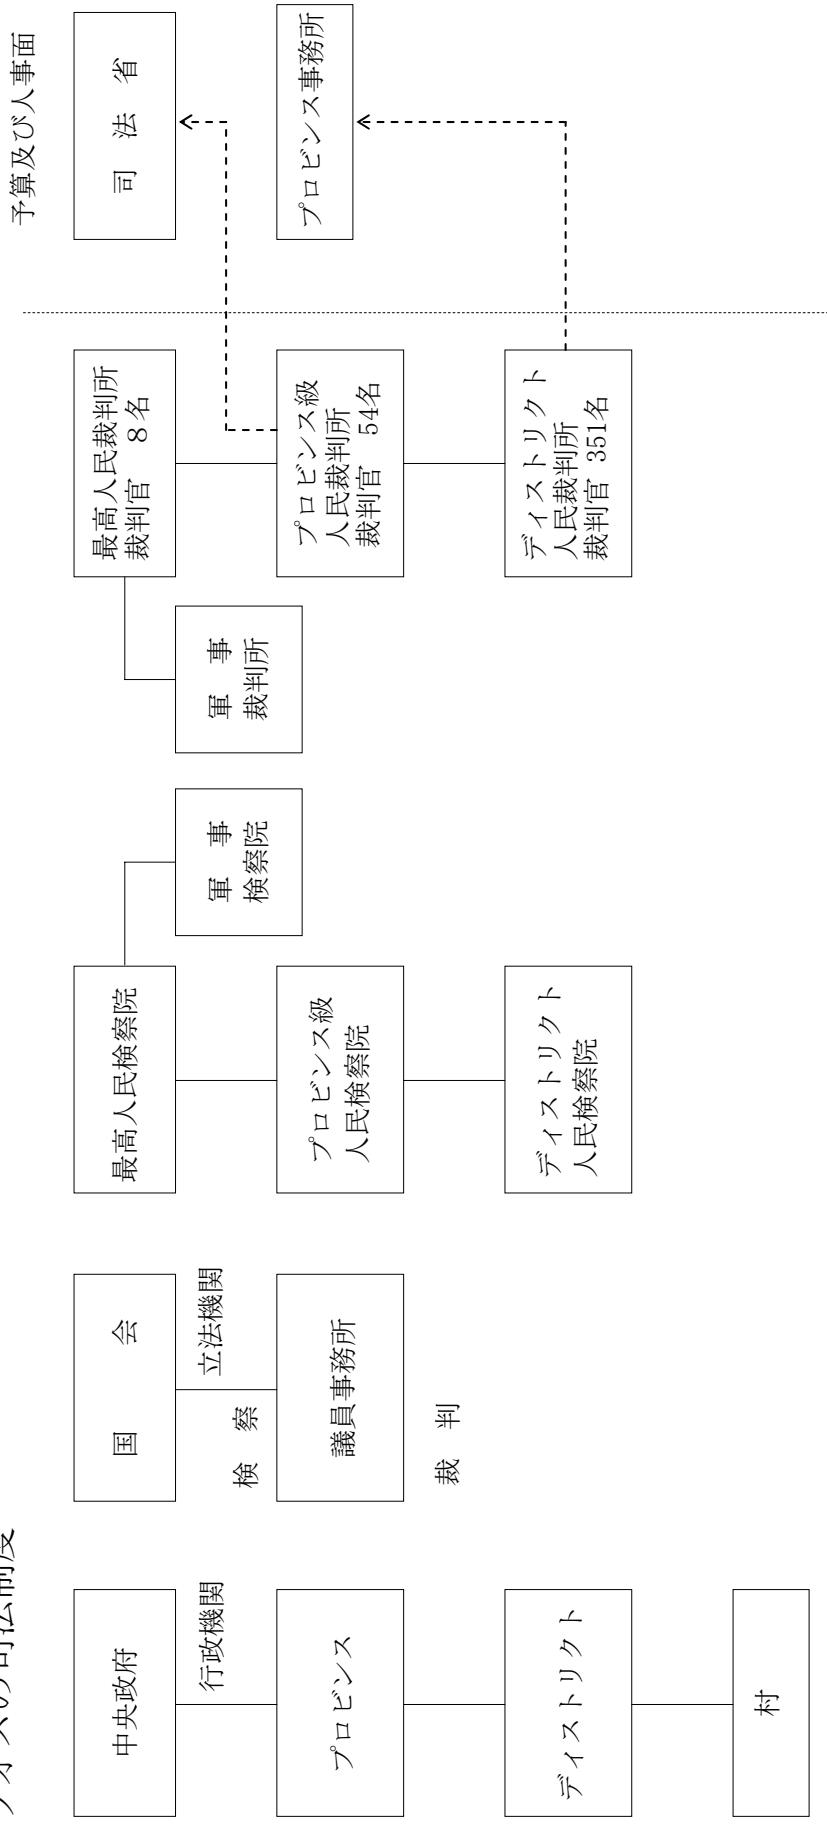 ラオスの司法制度
予算及び人事面
中央政府
国 会
最高人民検察院
最高人民裁判所
裁判官 8名
司 法 省
行政機関
立法機関
検 察
軍 事
検察院
軍 事
裁判所
プロビンス
議員事務所
プロビンス級
人民検察院
プロビンス級
人民裁判所
裁判官 54名
プロビンス事務所
裁 判
ディストリクト
ディストリクト
人民検察院
ディストリクト
人民裁判所
裁判官 351名
村